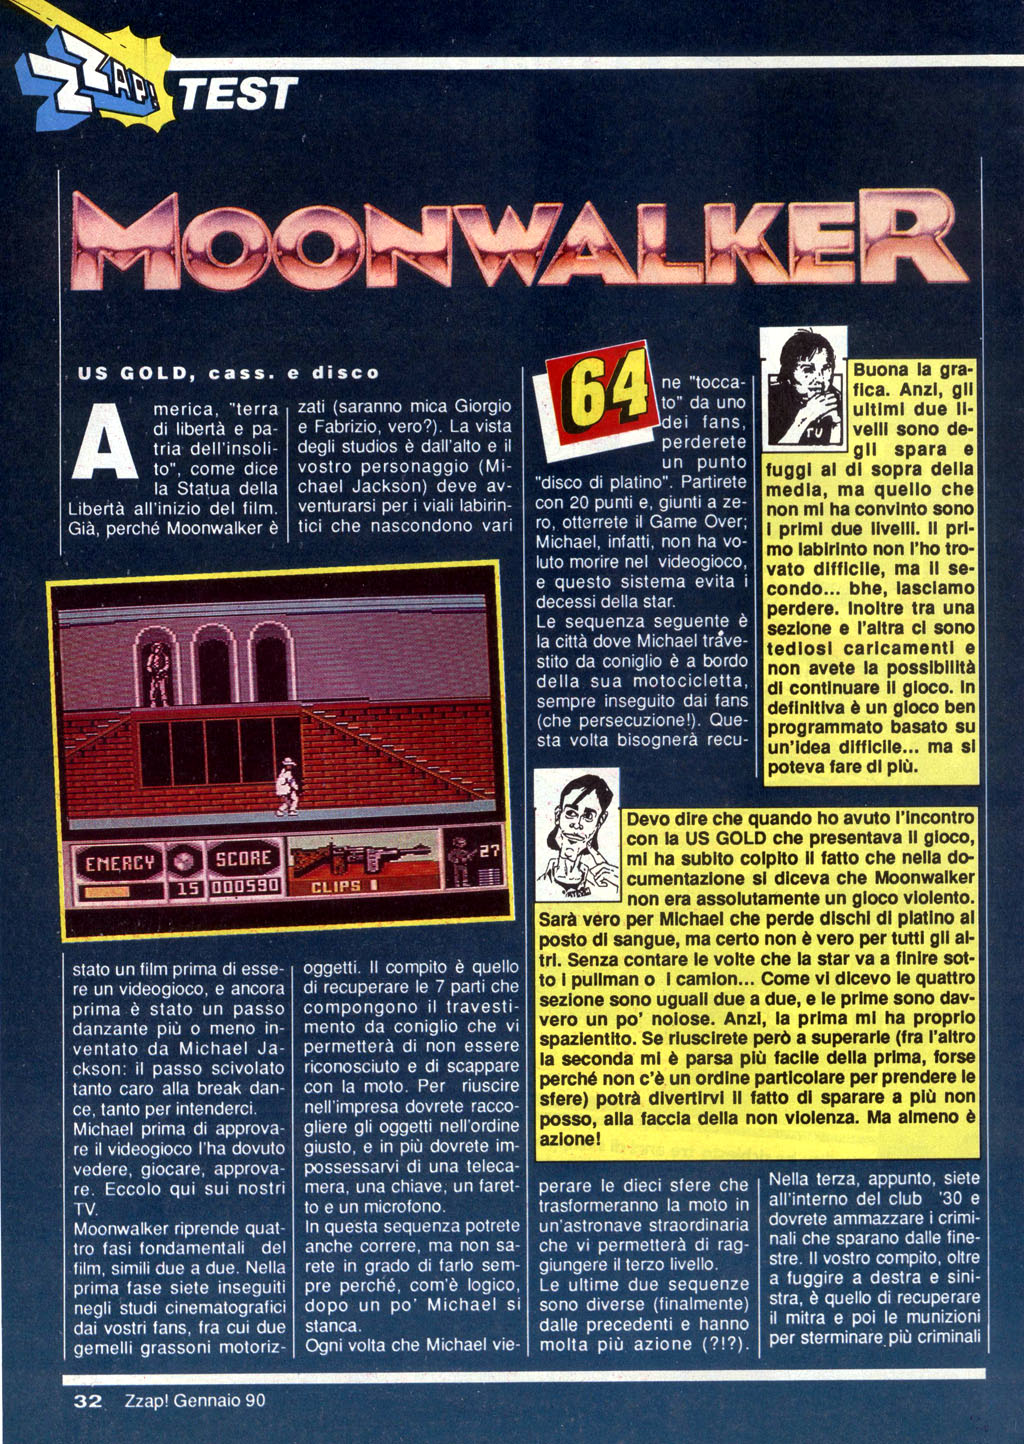 ZZAP! TEST
MOONWALKER
US GOLD, cass. e disco
America, "terra
di libertà e pa-
tria dell'insoli-
to", come dice
la Statua della
Libertà all'inizio del film.
Già, perché Moonwalker è
stato un film prima di esse-
re un videogioco, e ancora
prima è stato un passo
danzante più o meno in-
ventato da Michael Ja-
ckson: il passo scivolato
tanto caro alla break dan-
ce, tanto per intenderci.
Michael prima di approva-
re il videogioco l'ha dovuto
vedere, giocare, approva-
re. Eccolo qui sui nostri
TV.
Moonwalker riprende quat-
tro fasi fondamentali del
film, simili due a due. Nella
prima fase siete inseguiti
negli studi cinematografici
dai vostri fans, fra cui due
gemelli grassoni motoriz-
zati (saranno mica Giorgio
e Fabrizio, vero?). La vista
degli studios è dall'alto e il
vostro personaggio (Mi-
chael Jackson) deve av-
venturarsi per i viali labirin-
tici che nascondono vari
ENERGY
15
SCORE
000590
CLIPS 1
27
oggetti. Il compito è quello
di recuperare le 7 parti che
compongono il travesti-
mento da coniglio che vi
permetterà di non essere
riconosciuto e di scappare
con la moto. Per riuscire
nell'impresa dovrete racco-
gliere gli oggetti nell'ordine
giusto, e in più dovrete im-
possessarvi di una teleca-
mera, una chiave, un faret-
to e un microfono.
In questa sequenza potrete
anche correre, ma non sa-
rete in grado di farlo sem-
pre perché, com'è logico,
dopo un po' Michael si
stanca.
Ogni volta che Michael vie-
64
ne "tocca-
to" da uno
dei fans,
perderete
un punto
"disco di platino". Partirete
con 20 punti e, giunti a ze-
ro, otterrete il Game Over;
Michael, infatti, non ha vo-
luto morire nel videogioco,
e questo sistema evita i
decessi della star.
Le sequenza seguente è
la città dove Michael trave-
stito da coniglio è a bordo
della sua motocicletta,
sempre inseguito dai fans
(che persecuzione!). Que-
sta volta bisognerà recu-
perare le dieci sfere che
trasformeranno la moto in
un'astronave straordinaria
che vi permetterà di rag-
giungere il terzo livello.
Le ultime due sequenze
sono diverse (finalmente)
dalle precedenti e hanno
molta più azione (?!?).
Nella terza, appunto, siete
all'interno del club '30 e
dovrete ammazzare i crimi-
nali che sparano dalle fine-
stre. Il vostro compito, oltre
a fuggire a destra e sini-
stra, è quello di recuperare
il mitra e poi le munizioni
per sterminare più criminali
Buona la gra-
fica. Anzi, gli
ultimi due li-
velli sono de-
gli spara e
fuggi al di sopra della
media, ma quello che
non mi ha convinto sono
i primi due livelli. Il pri-
mo labirinto non l'ho tro-
vato difficile, ma il se-
condo... bhe, lasciamo
perdere. Inoltre tra una
sezione e l'altra ci sono
tediosi caricamenti e
non avete la possibilità
di continuare il gioco. In
definitiva è un gioco ben
programmato basato su
un'idea difficile... ma si
poteva fare di più.
Devo dire che quando ho avuto l'incontro
con la US GOLD che presentava il gioco,
mi ha subito colpito il fatto che nella do-
cumentazione si diceva che Moonwalker
non era assolutamente un gioco violento.
Sarà vero per Michael che perde dischi di platino al
posto di sangue, ma certo non è vero per tutti gli al-
tri. Senza contare le volte che la star va a finire sot-
to i pullman o i camion... Come vi dicevo le quattro
sezione sono uguali due a due, e le prime sono dav-
vero un po' noiose. Anzi, la prima mi ha proprio
spazientito. Se riuscirete però a superarle (fra l'altro
la seconda mi è parsa più facile della prima, forse
perché non c'è un ordine particolare per prendere le
sfere) potrà divertirvi il fatto di sparare a più non
posso, alla faccia della non violenza. Ma almeno è
azione!
32 Zzap! Gennaio 90